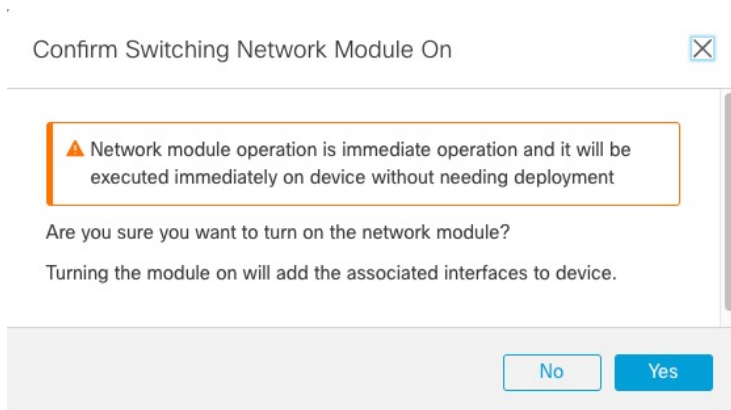 Confirm Switching Network Module On
Network module operation is immediate operation and it will be
executed immediately on device without needing deployment
Are you sure you want to turn on the network module?
Turning the module on will add the associated interfaces to device.
No
Yes